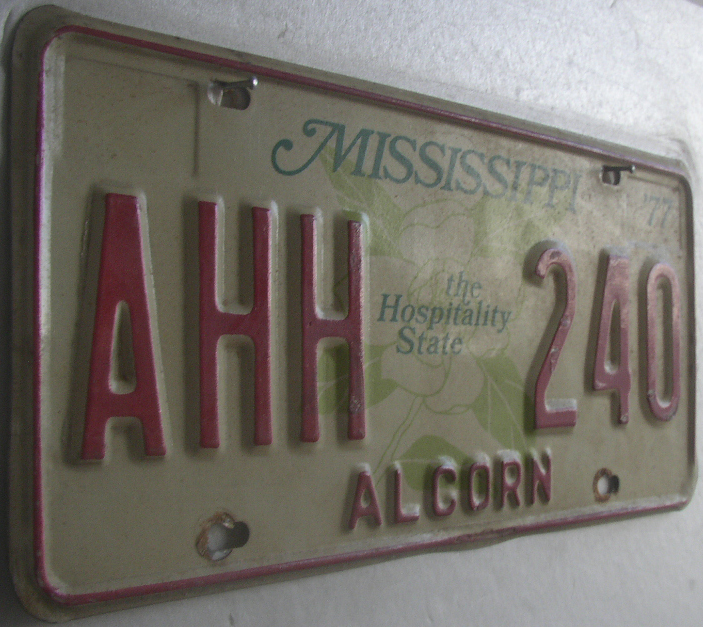 MISSISSIPPI
'77
AHH 240
the
Hospitality
State
ALCORN